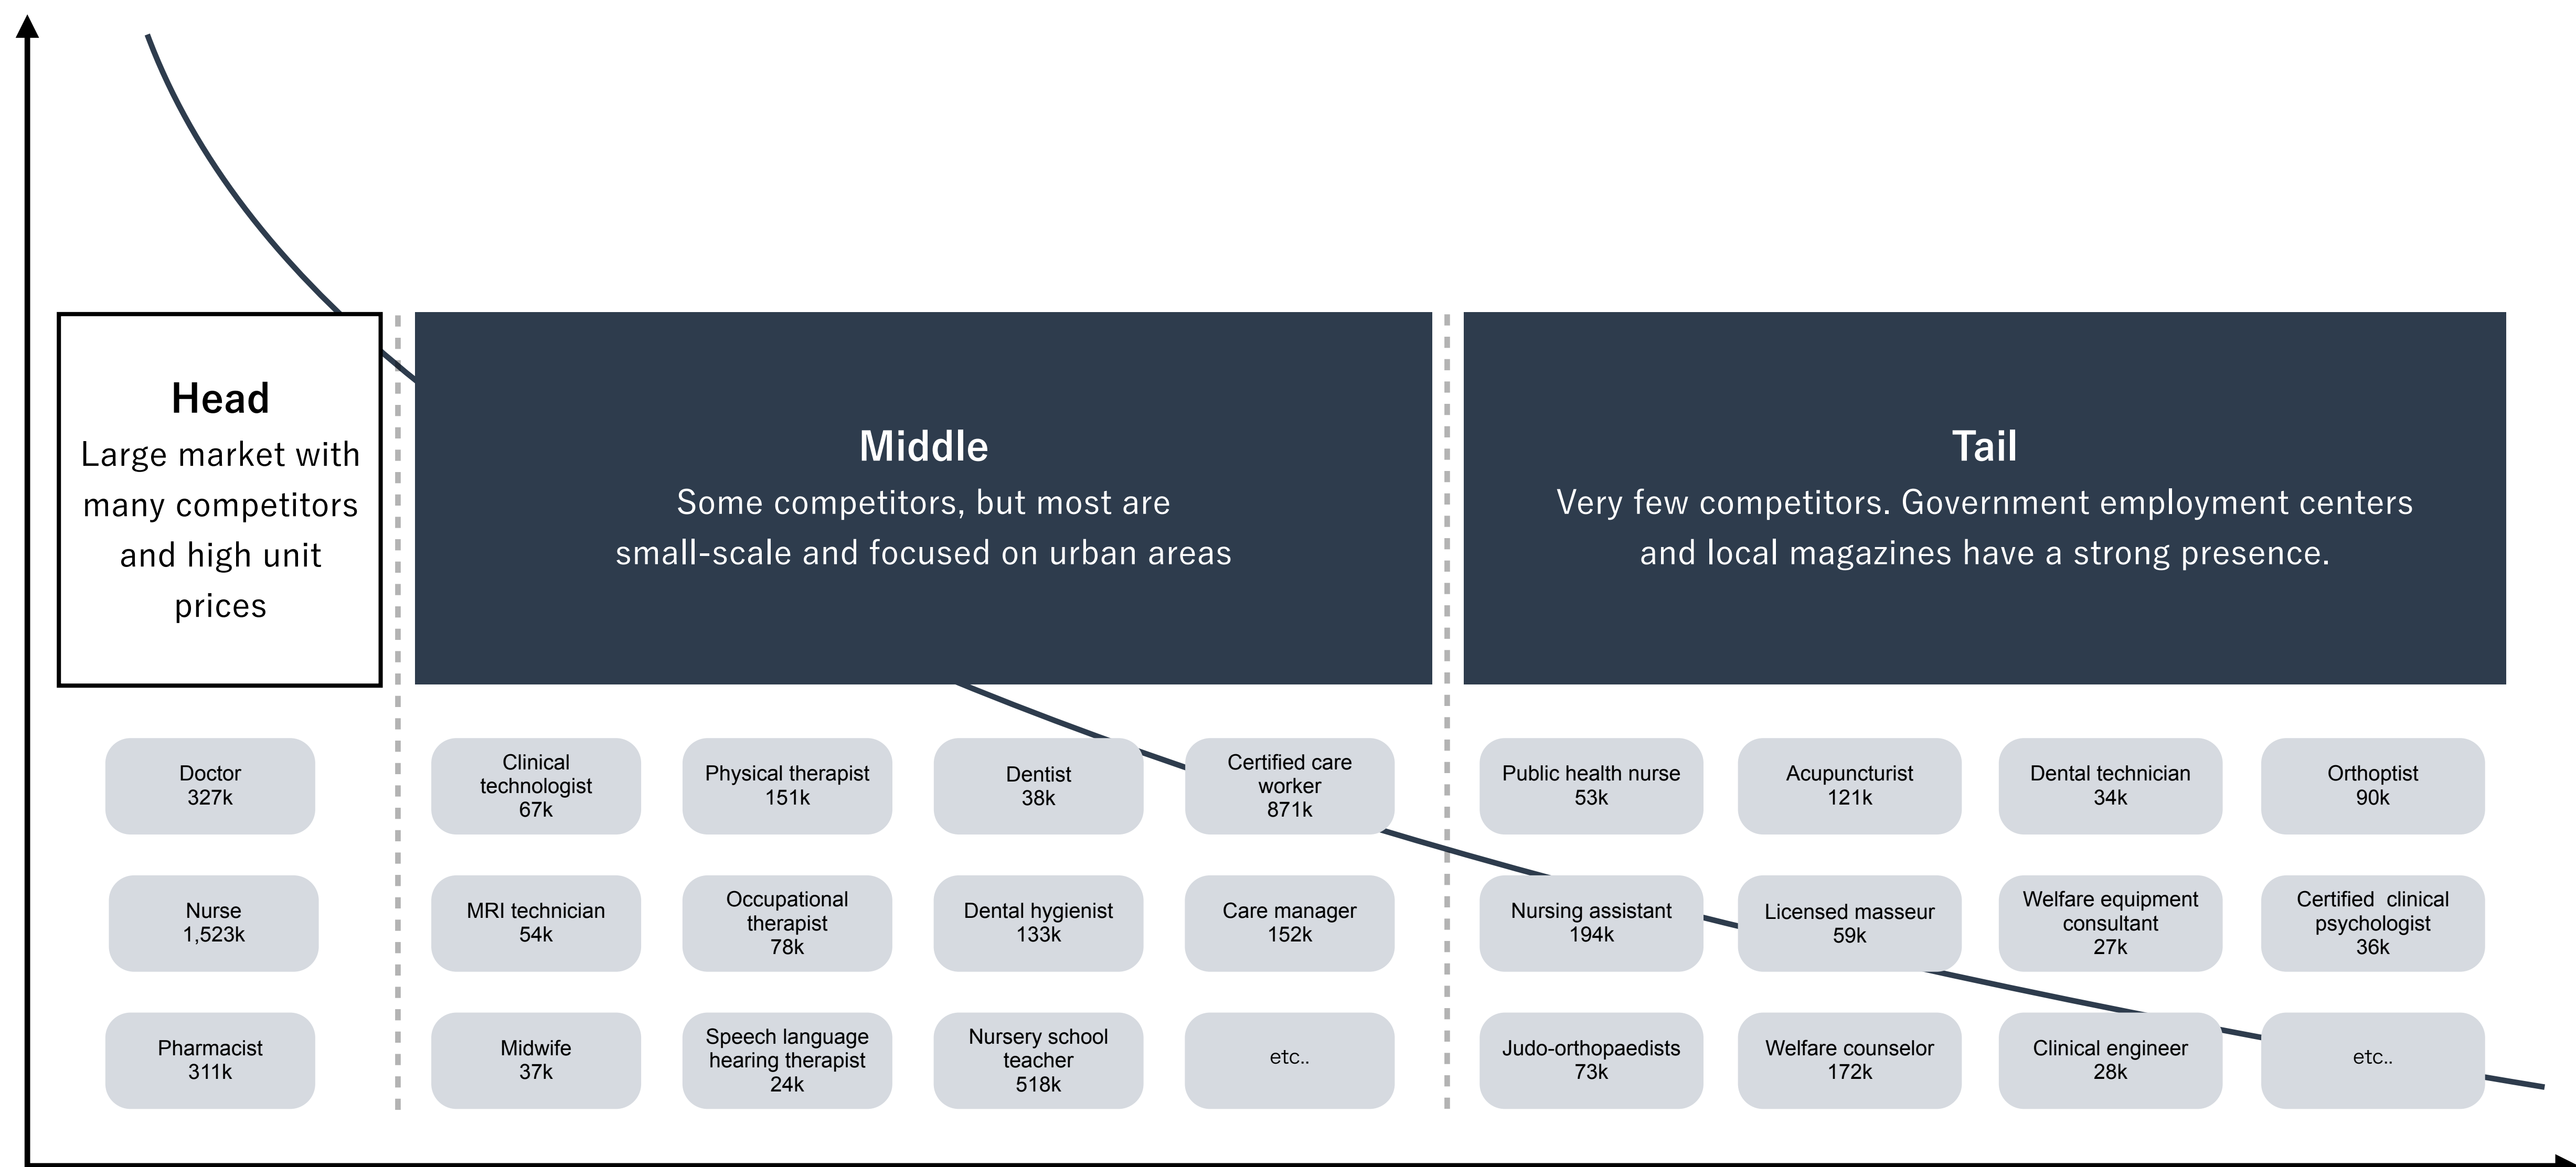 Head
Large market with
many competitors
and high unit
prices
Middle
Some competitors, but most are
small-scale and focused on urban areas
Tail
Very few competitors. Government employment centers
and local magazines have a strong presence.
Doctor
327k
Nurse
1,523k
Pharmacist
311k
Clinical
technologist
67k
Physical therapist
151k
Dentist
38k
Certified care
worker
871k
MRI technician
54k
Occupational
therapist
78k
Dental hygienist
133k
Care manager
152k
Midwife
37k
Speech language
hearing therapist
24k
Nursery school
teacher
518k
etc..
Public health nurse
53k
Acupuncturist
121k
Dental technician
34k
Orthoptist
90k
Nursing assistant
194k
Licensed masseur
59k
Welfare equipment
consultant
27k
Certified  clinical
psychologist
36k
Judo-orthopaedists
73k
Welfare counselor
172k
Clinical engineer
28k
etc..